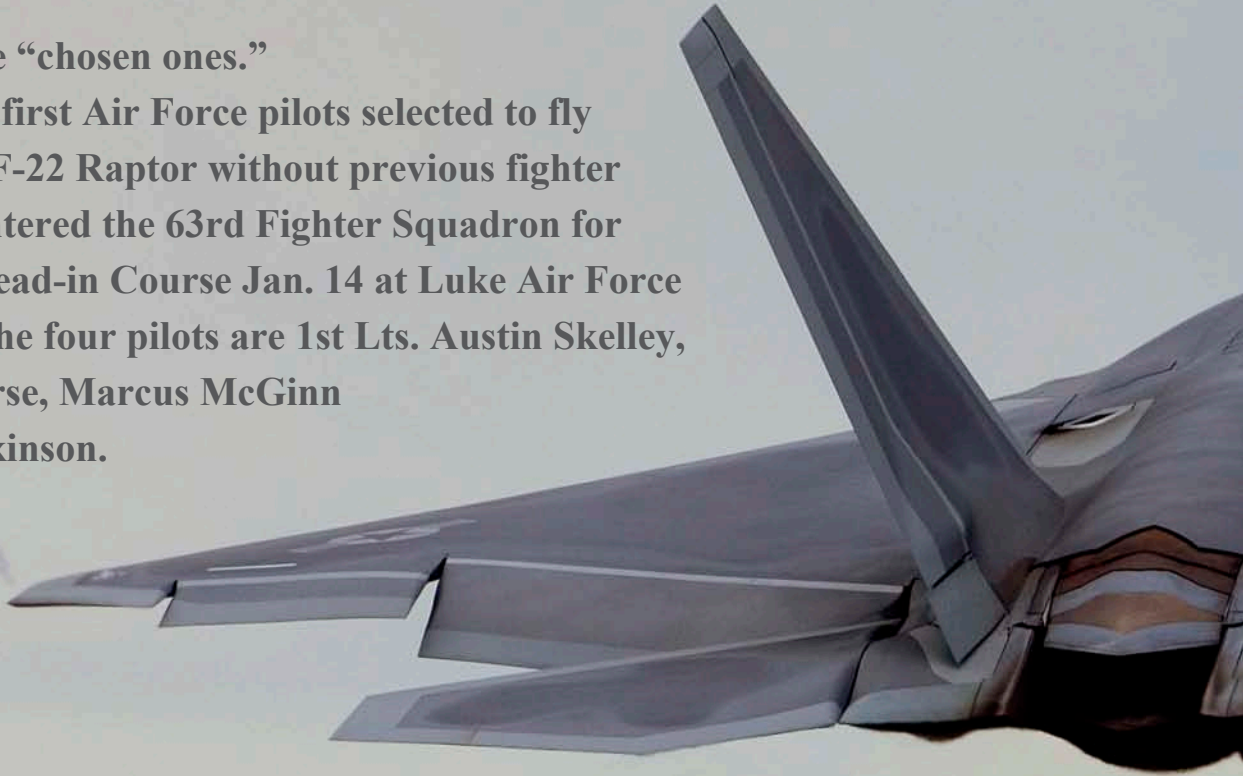 e “chosen ones.”
first Air Force pilots selected to fly
F-22 Raptor without previous fighter
tered the 63rd Fighter Squadron for
ead-in Course Jan. 14 at Luke Air Force
he four pilots are 1st Lts. Austin Skelley,
rse, Marcus McGinn
kinson.